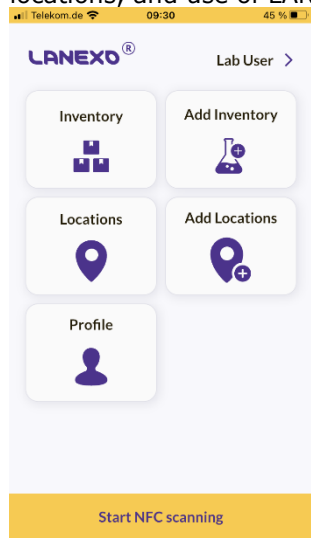 Telekom.de 09:30 45 %
LANEXO®
Lab User >
Inventory
Add Inventory
Locations
Add Locations
Profile
Start NFC scanning